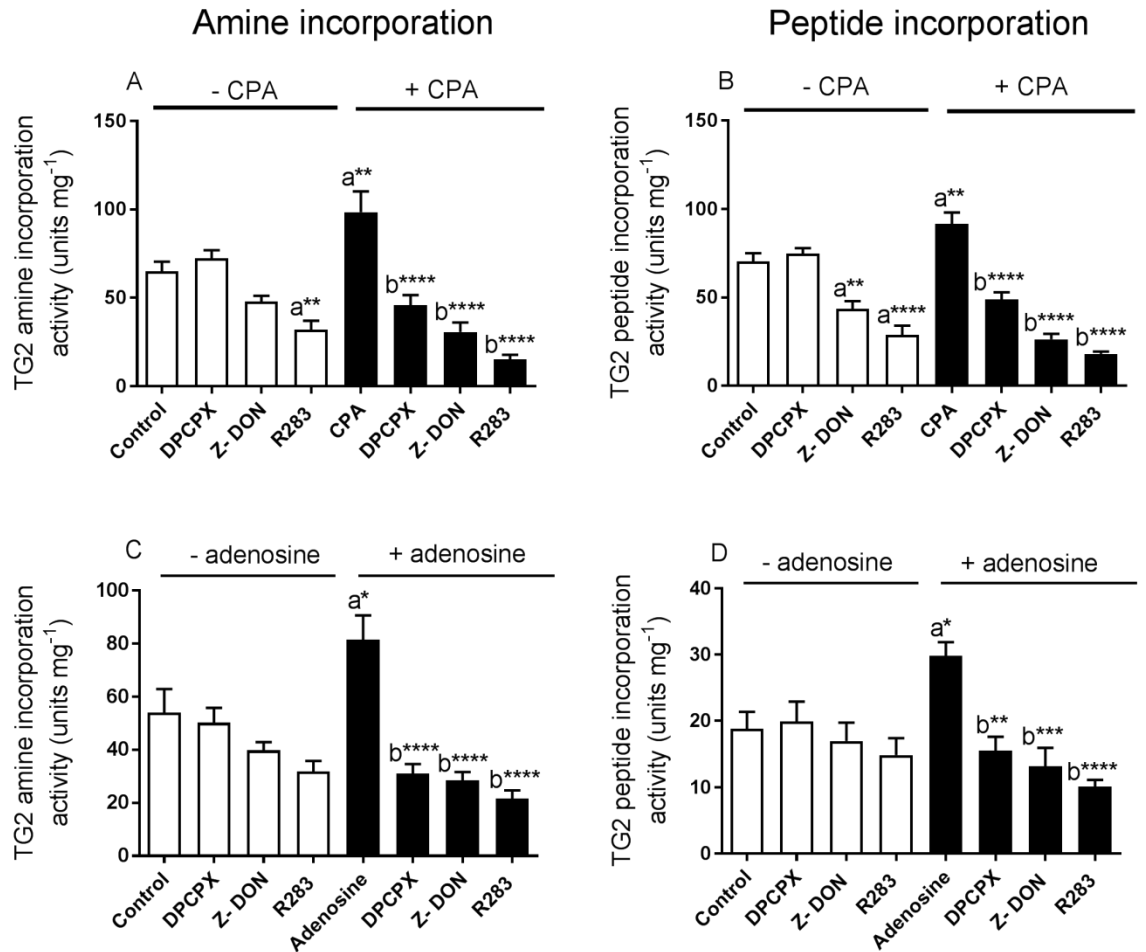 Amine incorporation
Peptide incorporation
A
- CPA
+ CPA
TG2 amine incorporation
activity (units mg⁻¹)
150
100
50
0
a**
a**
b****
b****
b****
Control
DPCPX
Z- DON
R283
CPA
DPCPX
Z- DON
R283
B
- CPA
+ CPA
TG2 peptide incorporation
activity (units mg⁻¹)
150
100
50
0
a**
a****
a**
b****
b****
b****
Control
DPCPX
Z- DON
R283
CPA
DPCPX
Z- DON
R283
C
- adenosine
+ adenosine
TG2 amine incorporation
activity (units mg⁻¹)
100
80
60
40
20
0
a*
b****
b****
b****
Control
DPCPX
Z- DON
R283
Adenosine
DPCPX
Z- DON
R283
D
- adenosine
+ adenosine
TG2 peptide incorporation
activity (units mg⁻¹)
40
30
20
10
0
a*
b**
b***
b****
Control
DPCPX
Z- DON
R283
Adenosine
DPCPX
Z- DON
R283